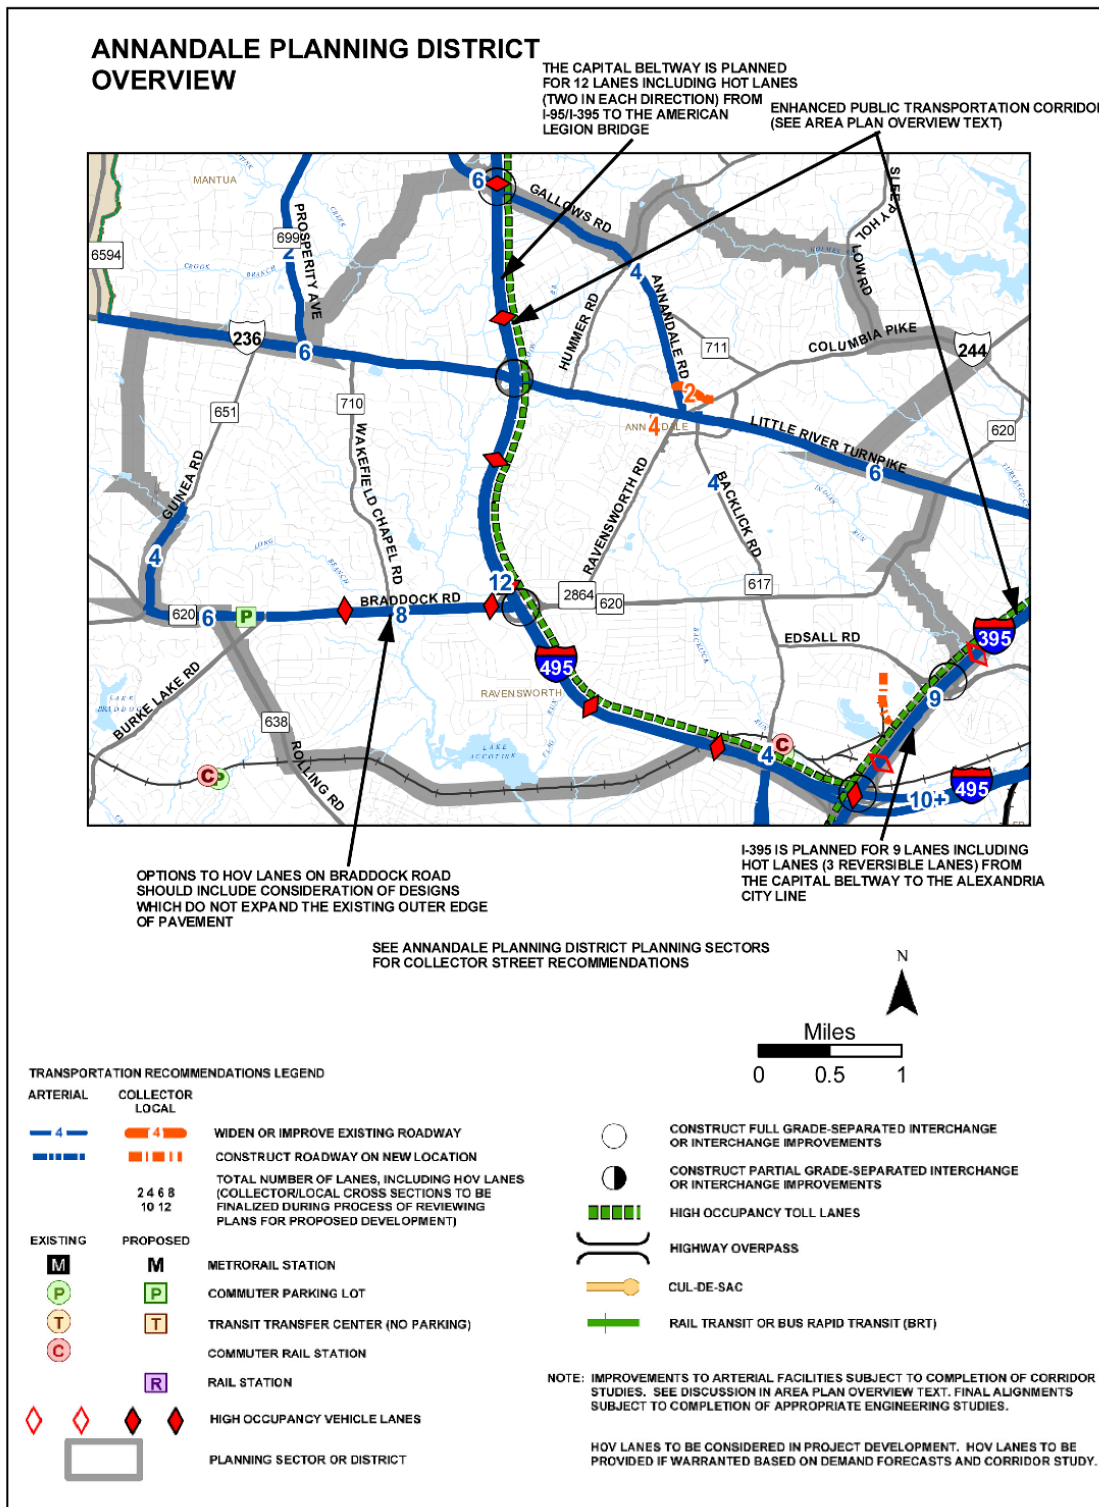 ANNANDALE PLANNING DISTRICT
OVERVIEW
THE CAPITAL BELTWAY IS PLANNED
FOR 12 LANES INCLUDING HOT LANES
(TWO IN EACH DIRECTION) FROM
I-95/I-395 TO THE AMERICAN
LEGION BRIDGE
ENHANCED PUBLIC TRANSPORTATION CORRIDOR
(SEE AREA PLAN OVERVIEW TEXT)
MANTUA
6
GALLOWS RD
SLEEPY HOLLOW RD
PROSPERITY AVE
699
2
6594
CROOK BRANCH
4
ANNANDALE RD
HUMMER RD
COLUMBIA PIKE
711
244
236
6
651
710
2
4
ANNANDALE
LITTLE RIVER TURNPIKE
620
6
GUINEA RD
WAKEFIELD CHAPEL RD
RAVENSWORTH RD
BACKLICK RD
4
INDIAN RUN
LONG BRANCH
4
12
BRADDOCK RD
2864
620
617
620
6
P
8
EDSALL RD
395
495
9
BACKLICK RUN
RAVENSWORTH
BURKE LAKE RD
LAKE BRADDOCK
638
ROLLING RD
LAKE ACCOTINK
C
P
C
4
10+
495
I-395 IS PLANNED FOR 9 LANES INCLUDING
HOT LANES (3 REVERSIBLE LANES) FROM
THE CAPITAL BELTWAY TO THE ALEXANDRIA
CITY LINE
OPTIONS TO HOV LANES ON BRADDOCK ROAD
SHOULD INCLUDE CONSIDERATION OF DESIGNS
WHICH DO NOT EXPAND THE EXISTING OUTER EDGE
OF PAVEMENT
SEE ANNANDALE PLANNING DISTRICT PLANNING SECTORS
FOR COLLECTOR STREET RECOMMENDATIONS
N
Miles
0 0.5 1
TRANSPORTATION RECOMMENDATIONS LEGEND
ARTERIAL COLLECTOR
LOCAL
4 4 WIDEN OR IMPROVE EXISTING ROADWAY
CONSTRUCT ROADWAY ON NEW LOCATION
2 4 6 8
10 12
TOTAL NUMBER OF LANES, INCLUDING HOV LANES
(COLLECTOR/LOCAL CROSS SECTIONS TO BE
FINALIZED DURING PROCESS OF REVIEWING
PLANS FOR PROPOSED DEVELOPMENT)
EXISTING PROPOSED
M M METRORAIL STATION
P P COMMUTER PARKING LOT
T T TRANSIT TRANSFER CENTER (NO PARKING)
C COMMUTER RAIL STATION
R RAIL STATION
HIGH OCCUPANCY VEHICLE LANES
PLANNING SECTOR OR DISTRICT
CONSTRUCT FULL GRADE-SEPARATED INTERCHANGE
OR INTERCHANGE IMPROVEMENTS
CONSTRUCT PARTIAL GRADE-SEPARATED INTERCHANGE
OR INTERCHANGE IMPROVEMENTS
HIGH OCCUPANCY TOLL LANES
HIGHWAY OVERPASS
CUL-DE-SAC
RAIL TRANSIT OR BUS RAPID TRANSIT (BRT)
NOTE: IMPROVEMENTS TO ARTERIAL FACILITIES SUBJECT TO COMPLETION OF CORRIDOR
STUDIES. SEE DISCUSSION IN AREA PLAN OVERVIEW TEXT. FINAL ALIGNMENTS
SUBJECT TO COMPLETION OF APPROPRIATE ENGINEERING STUDIES.
HOV LANES TO BE CONSIDERED IN PROJECT DEVELOPMENT. HOV LANES TO BE
PROVIDED IF WARRANTED BASED ON DEMAND FORECASTS AND CORRIDOR STUDY.